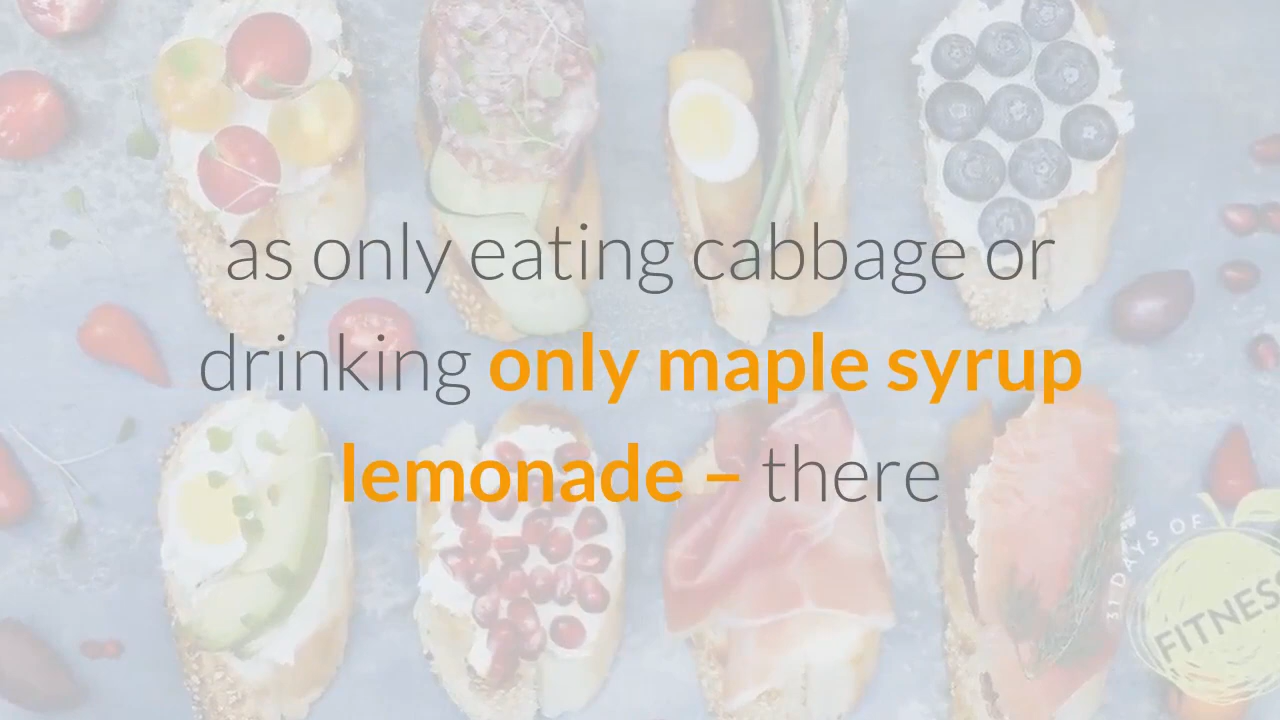 as only eating cabbage or
drinking only maple syrup
lemonade – there
31 DAYS OF
FITNESS